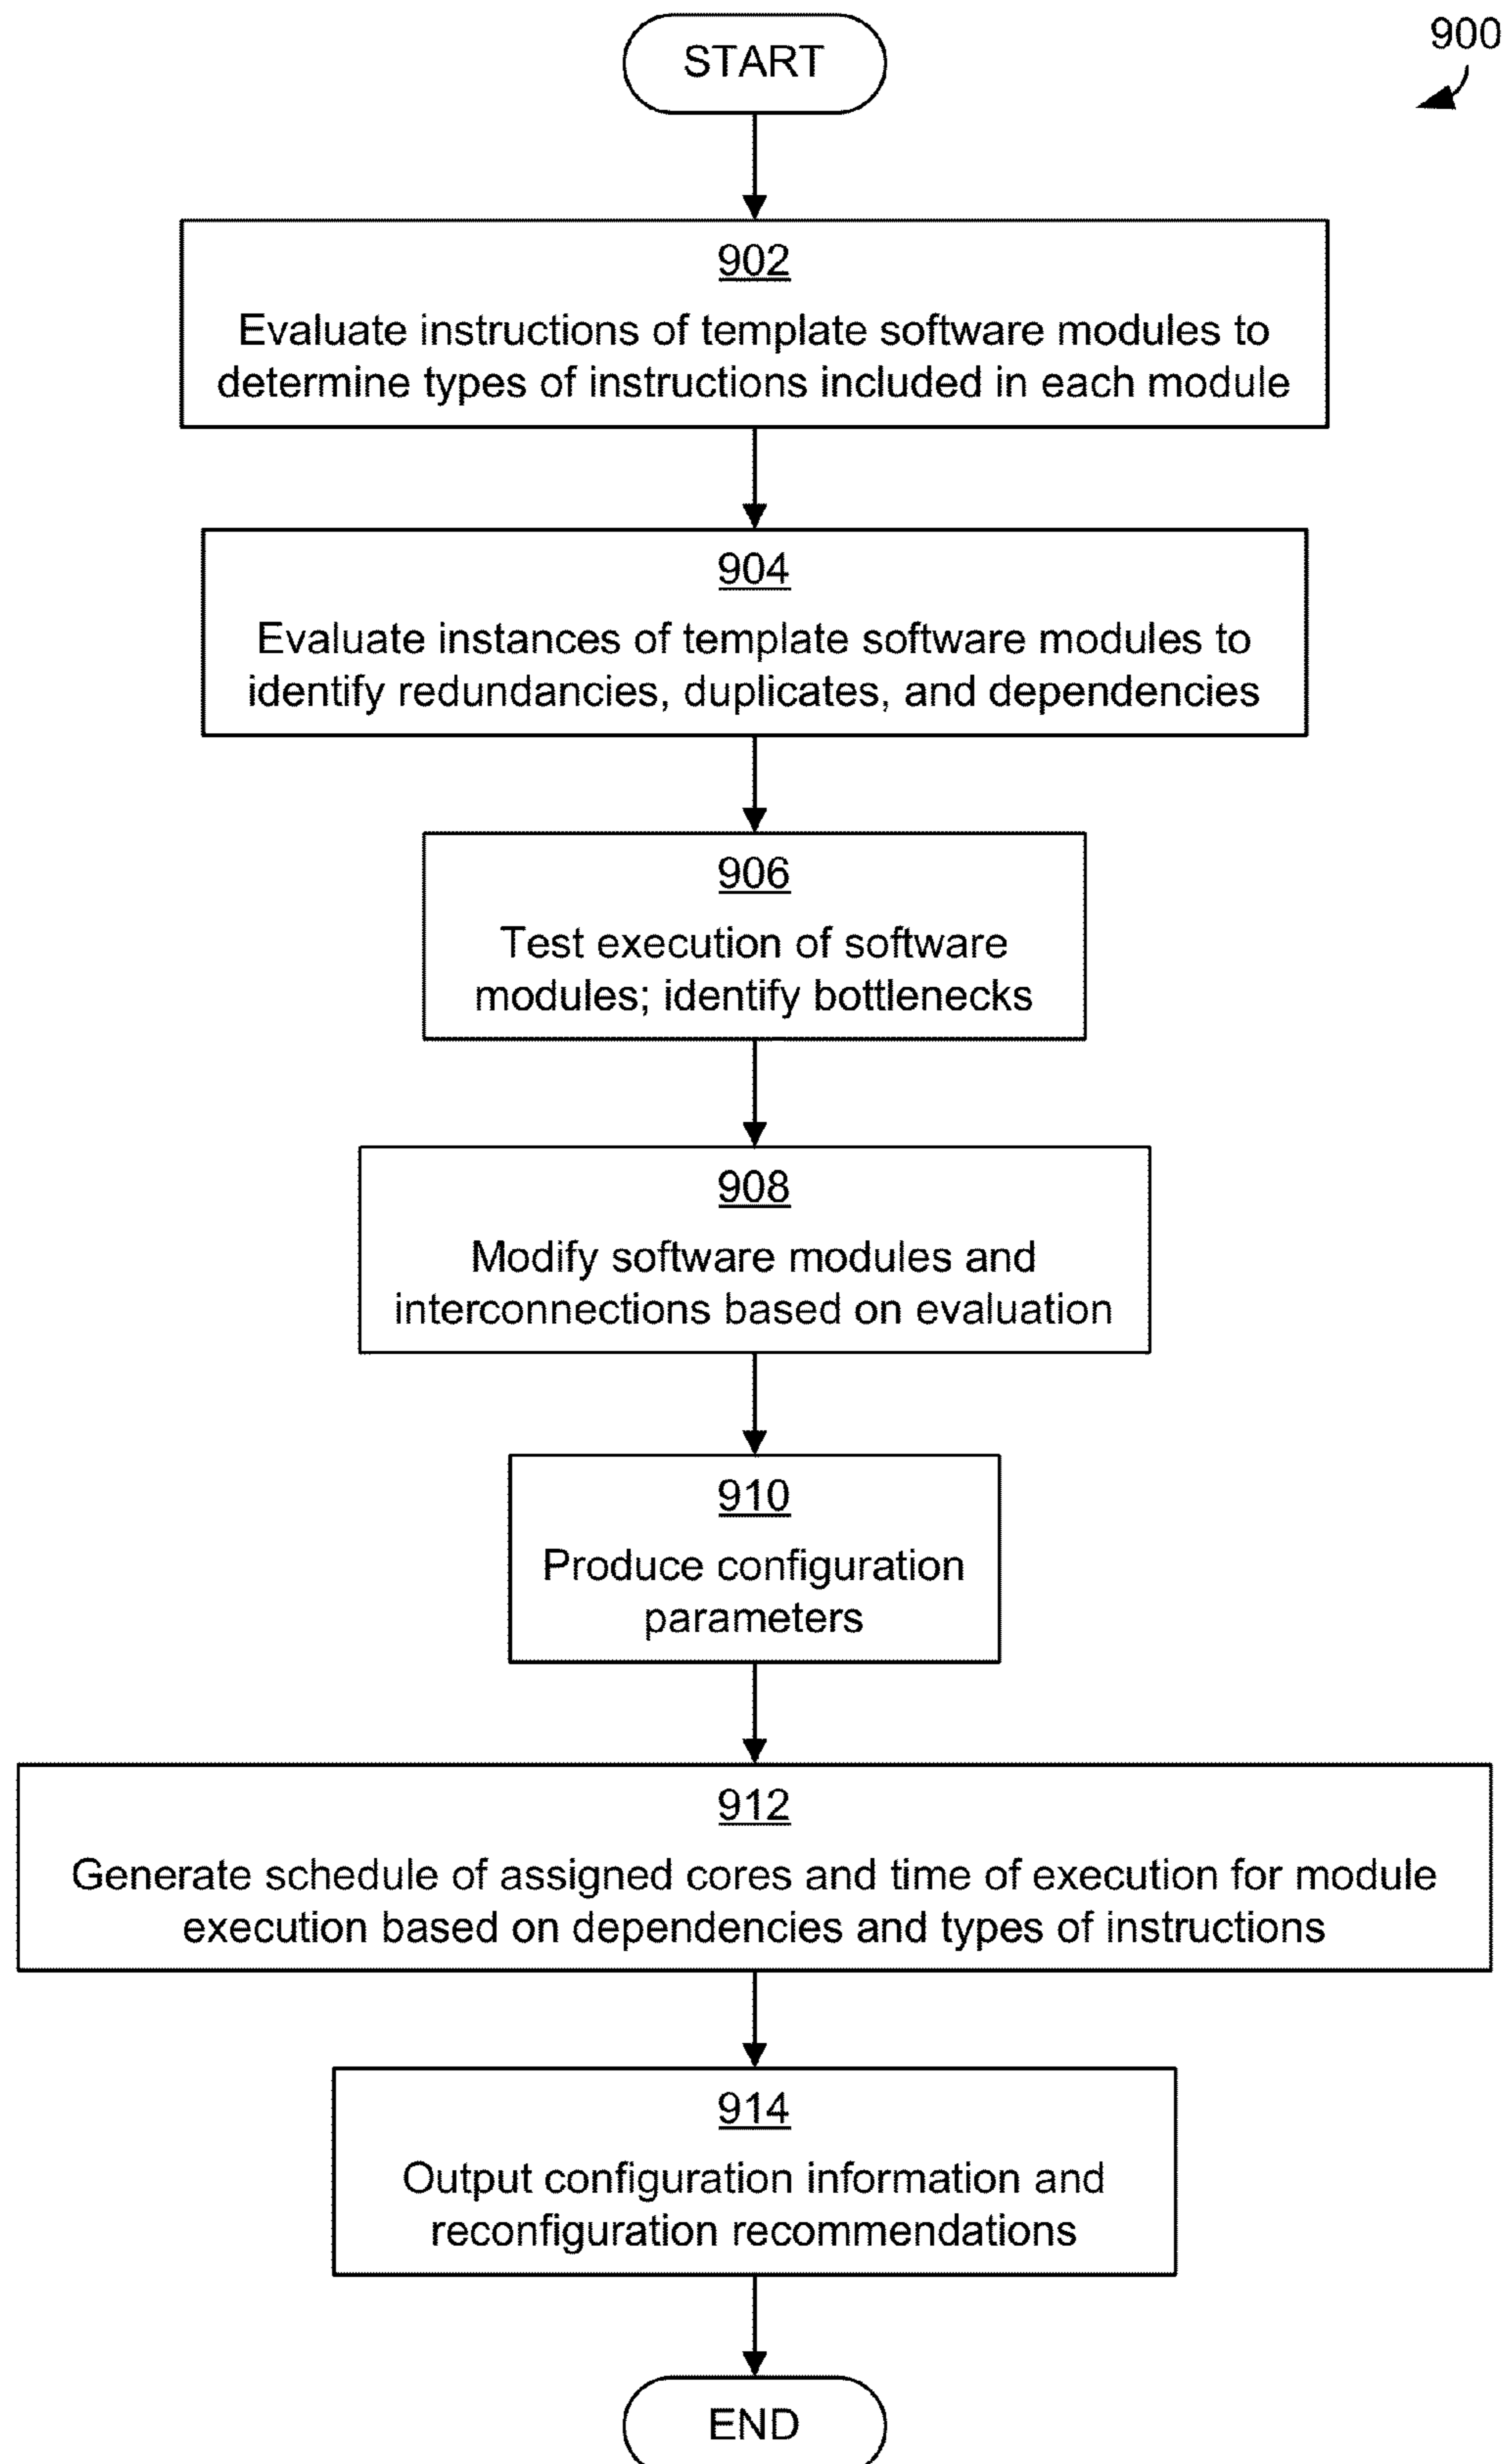 START
900
902
Evaluate instructions of template software modules to
determine types of instructions included in each module
904
Evaluate instances of template software modules to
identify redundancies, duplicates, and dependencies
906
Test execution of software
modules; identify bottlenecks
908
Modify software modules and
interconnections based on evaluation
910
Produce configuration
parameters
912
Generate schedule of assigned cores and time of execution for module
execution based on dependencies and types of instructions
914
Output configuration information and
reconfiguration recommendations
END